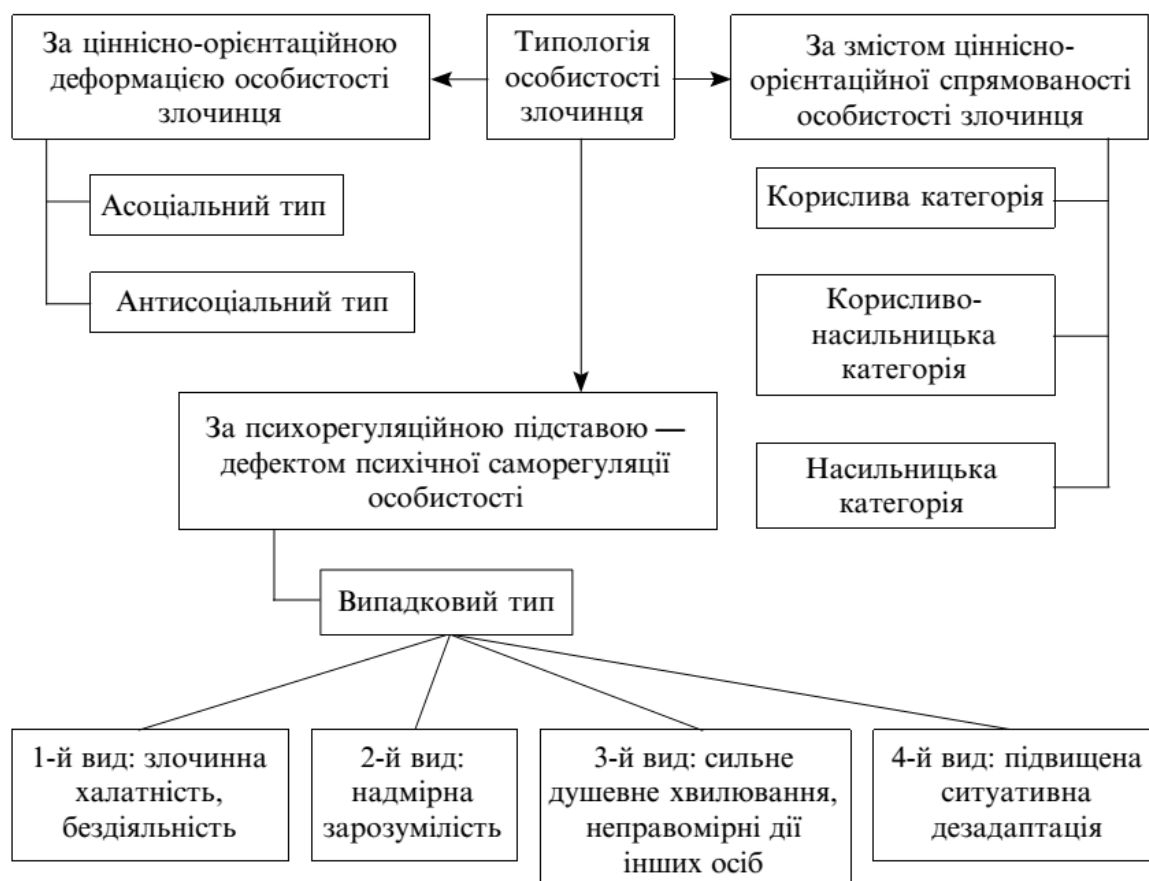 За ціннісно-орієнтаційною
деформацією особистості
злочинця
Типологія
особистості
злочинця
За змістом ціннісно-
орієнтаційної спрямованості
особистості злочинця
Асоціальний тип
Антисоціальний тип
Корислива категорія
Корисливо-
насильницька
категорія
Насильницька
категорія
За психорегуляційною підставою —
дефектом психічної саморегуляції
особистості
Випадковий тип
1-й вид: злочинна
халатність,
бездіяльність
2-й вид:
надмірна
зарозумілість
3-й вид: сильне
душевне хвилювання,
неправомірні дії
інших осіб
4-й вид: підвищена
ситуативна
дезадаптація